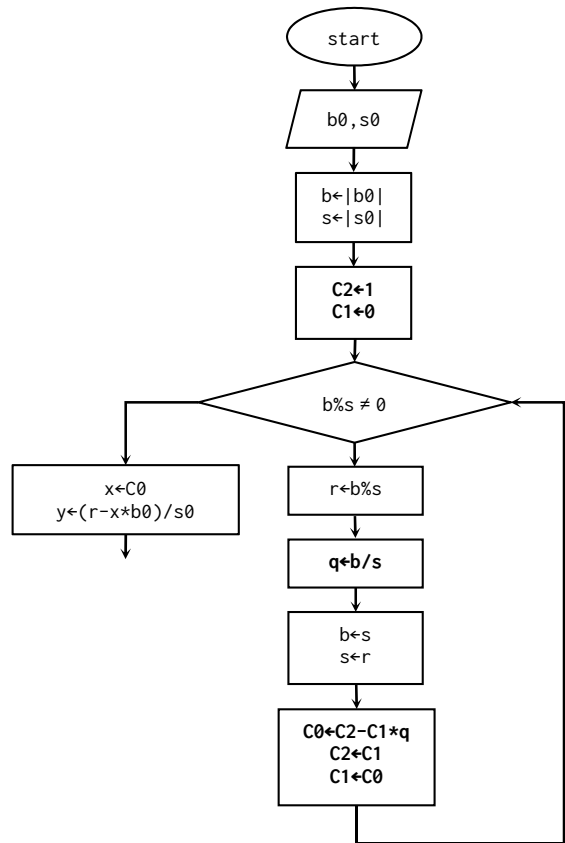 start
b0,s0
b←|b0|
s←|s0|
C2←1
C1←0
b%s ≠ 0
x←C0
y←(r-x*b0)/s0
r←b%s
q←b/s
b←s
s←r
C0←C2-C1*q
C2←C1
C1←C0